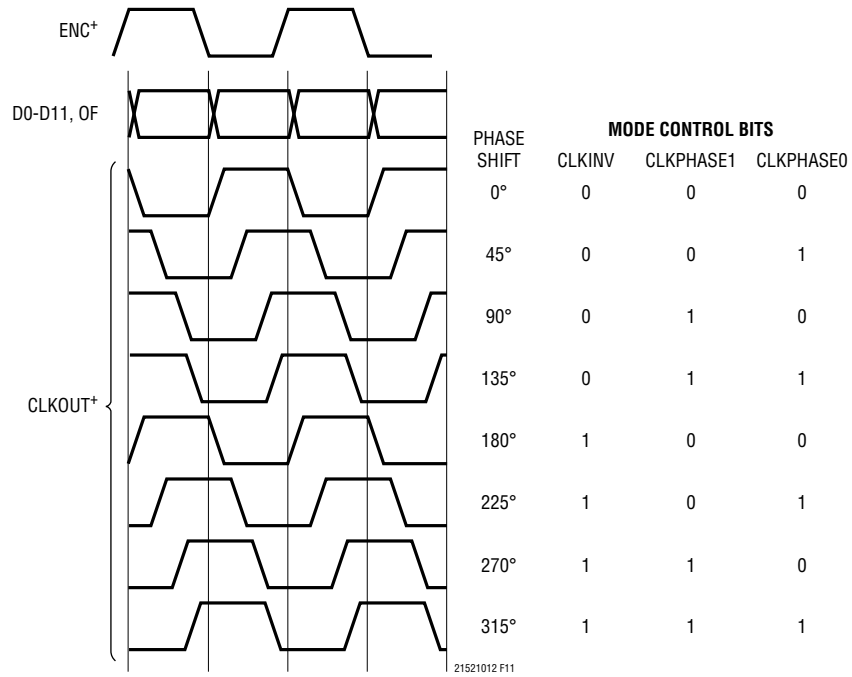 ENC+
D0-D11, OF
CLKOUT+
MODE CONTROL BITS
PHASE SHIFT CLKINV CLKPHASE1 CLKPHASE0
0° 0 0 0
45° 0 0 1
90° 0 1 0
135° 0 1 1
180° 1 0 0
225° 1 0 1
270° 1 1 0
315° 1 1 1
21521012 F11